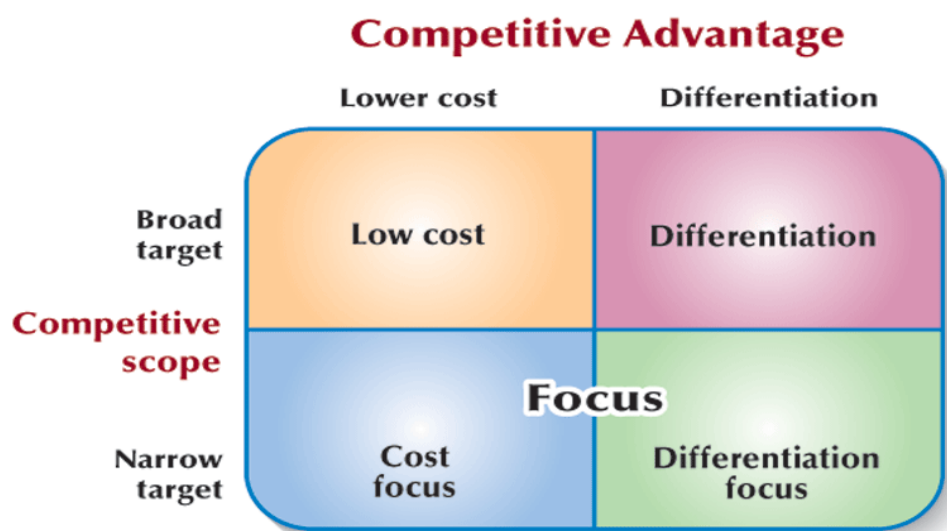 Competitive Advantage
Lower cost
Differentiation
Broad
target
Low cost
Differentiation
Competitive
scope
Focus
Narrow
target
Cost
focus
Differentiation
focus